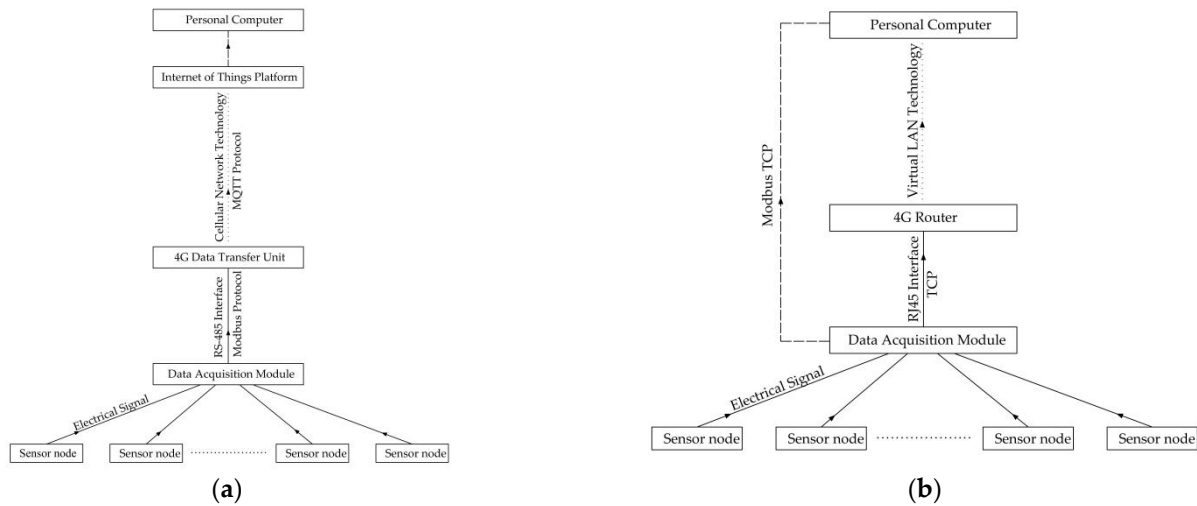 Personal Computer
Internet of Things Platform
Cellular Network Technology
MQTT Protocol
4G Data Transfer Unit
RS-485 Interface
Modbus Protocol
Data Acquisition Module
Electrical Signal
Sensor node
Sensor node
Sensor node
Sensor node
(a)
Personal Computer
Modbus TCP
Virtual LAN Technology
4G Router
RJ45 Interface
TCP
Data Acquisition Module
Electrical Signal
Sensor node
Sensor node
Sensor node
Sensor node
(b)